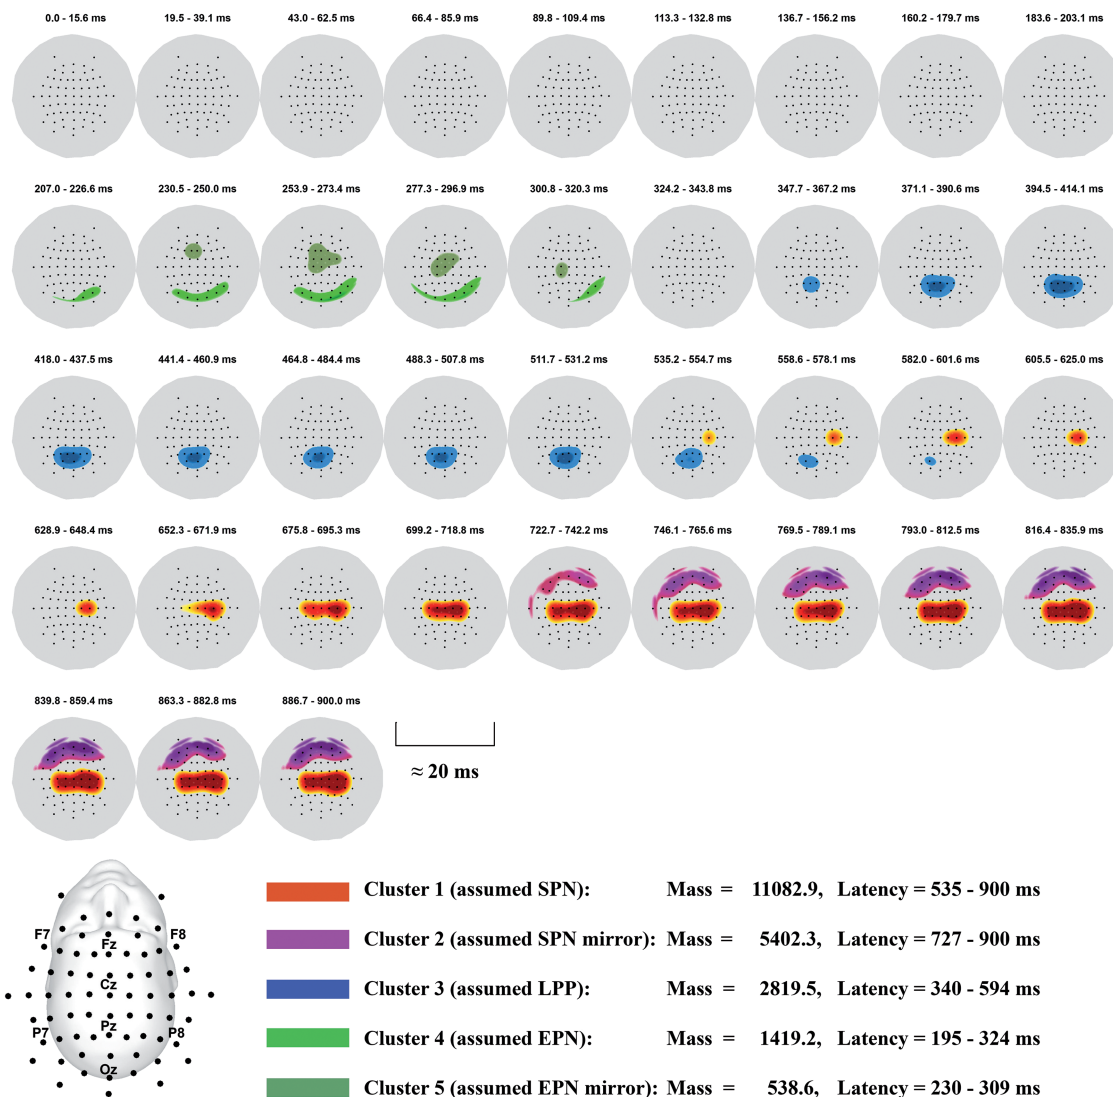 0.0 - 15.6 ms 19.5 - 39.1 ms 43.0 - 62.5 ms 66.4 - 85.9 ms 89.8 - 109.4 ms 113.3 - 132.8 ms 136.7 - 156.2 ms 160.2 - 179.7 ms 183.6 - 203.1 ms
207.0 - 226.6 ms 230.5 - 250.0 ms 253.9 - 273.4 ms 277.3 - 296.9 ms 300.8 - 320.3 ms 324.2 - 343.8 ms 347.7 - 367.2 ms 371.1 - 390.6 ms 394.5 - 414.1 ms
418.0 - 437.5 ms 441.4 - 460.9 ms 464.8 - 484.4 ms 488.3 - 507.8 ms 511.7 - 531.2 ms 535.2 - 554.7 ms 558.6 - 578.1 ms 582.0 - 601.6 ms 605.5 - 625.0 ms
628.9 - 648.4 ms 652.3 - 671.9 ms 675.8 - 695.3 ms 699.2 - 718.8 ms 722.7 - 742.2 ms 746.1 - 765.6 ms 769.5 - 789.1 ms 793.0 - 812.5 ms 816.4 - 835.9 ms
839.8 - 859.4 ms 863.3 - 882.8 ms 886.7 - 900.0 ms
≈ 20 ms
F7 F8
Fz
Cz
Pz
P7 P8
Oz
Cluster 1 (assumed SPN): Mass = 11082.9, Latency = 535 - 900 ms
Cluster 2 (assumed SPN mirror): Mass = 5402.3, Latency = 727 - 900 ms
Cluster 3 (assumed LPP): Mass = 2819.5, Latency = 340 - 594 ms
Cluster 4 (assumed EPN): Mass = 1419.2, Latency = 195 - 324 ms
Cluster 5 (assumed EPN mirror): Mass = 538.6, Latency = 230 - 309 ms